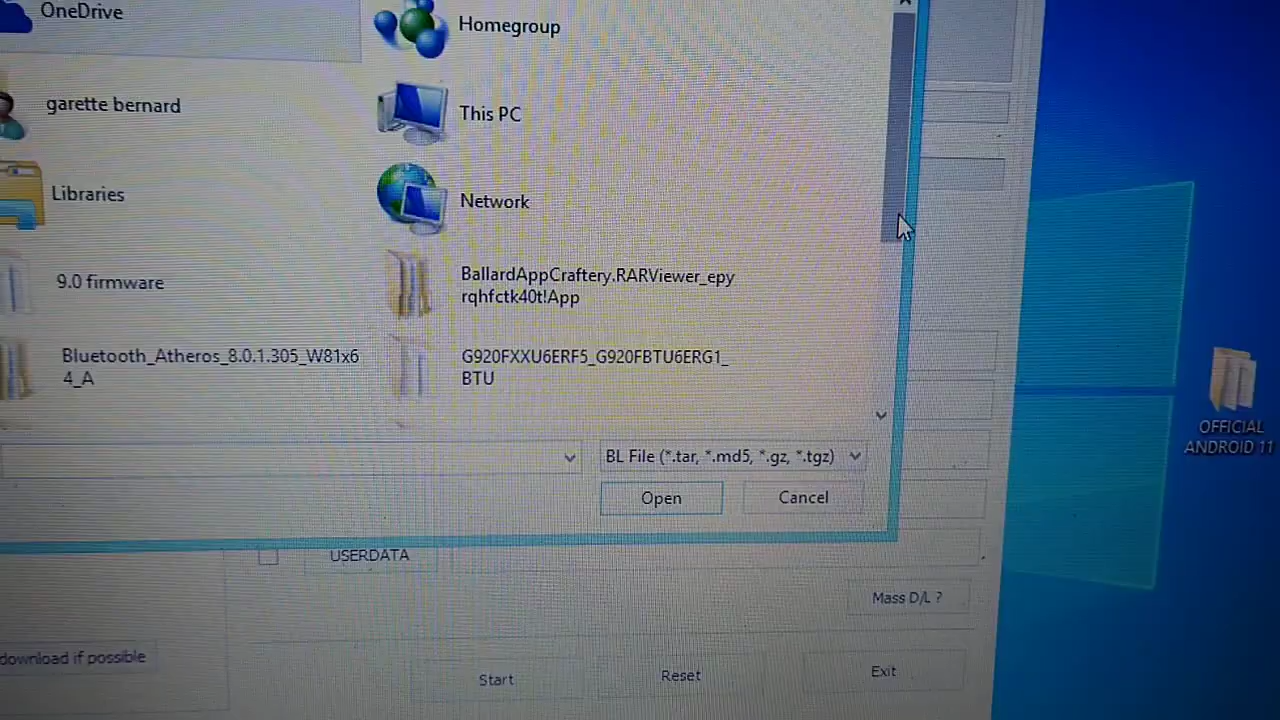 OneDrive
Homegroup
garette bernard
This PC
Libraries
Network
9.0 firmware
BallardAppCraftery.RARViewer_epy
rqhfctk40t!App
Bluetooth_Atheros_8.0.1.305_W81x6
4_A
G920FXXU6ERF5_G920FBTU6ERG1_
BTU
OFFICIAL
ANDROID 11
BL File (*.tar, *.md5, *.gz, *.tgz)
Open
Cancel
USERDATA
Mass D/L ?
download if possible
Start
Reset
Exit